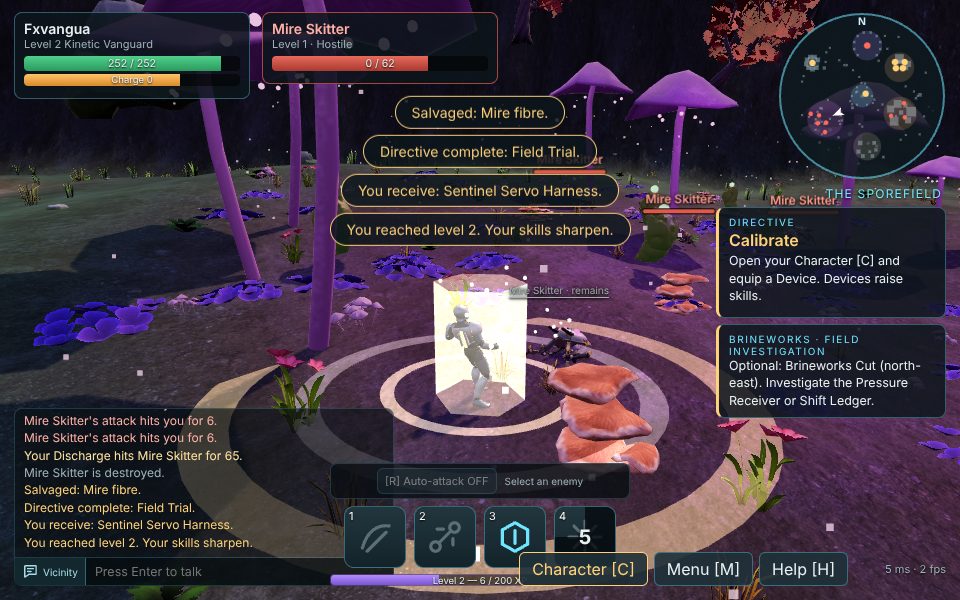 Fxvangua
Level 2 Kinetic Vanguard
252 / 252
Charge 0
Mire Skitter
Level 1 · Hostile
0 / 62
N
THE SPOREFIELD
Salvaged: Mire fibre.
Directive complete: Field Trial.
You receive: Sentinel Servo Harness.
You reached level 2. Your skills sharpen.
Mire Skitter
Mire Skitter
Mire Skitter · remains
DIRECTIVE
Calibrate
Open your Character [C] and
equip a Device. Devices raise
skills.
BRINEWORKS · FIELD
INVESTIGATION
Optional: Brineworks Cut (north-
east). Investigate the Pressure
Receiver or Shift Ledger.
Mire Skitter's attack hits you for 6.
Mire Skitter's attack hits you for 6.
Your Discharge hits Mire Skitter for 65.
Mire Skitter is destroyed.
Salvaged: Mire fibre.
Directive complete: Field Trial.
You receive: Sentinel Servo Harness.
You reached level 2. Your skills sharpen.
Vicinity
Press Enter to talk
[R] Auto-attack OFF
Select an enemy
1
2
3
4
5
Level 2 — 6 / 200 X
Character [C]
Menu [M]
Help [H]
5 ms · 2 fps